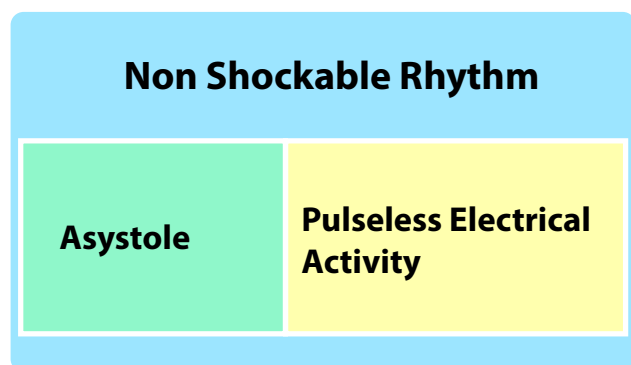 Non Shockable Rhythm
Asystole
Pulseless Electrical
Activity